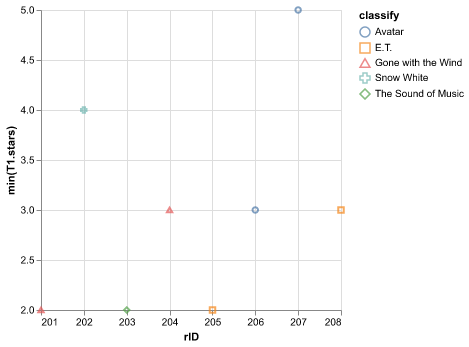 5.0
4.5
4.0
3.5
3.0
2.5
2.0
min(T1.stars)
201 202 203 204 205 206 207 208
rID
classify
Avatar
E.T.
Gone with the Wind
Snow White
The Sound of Music